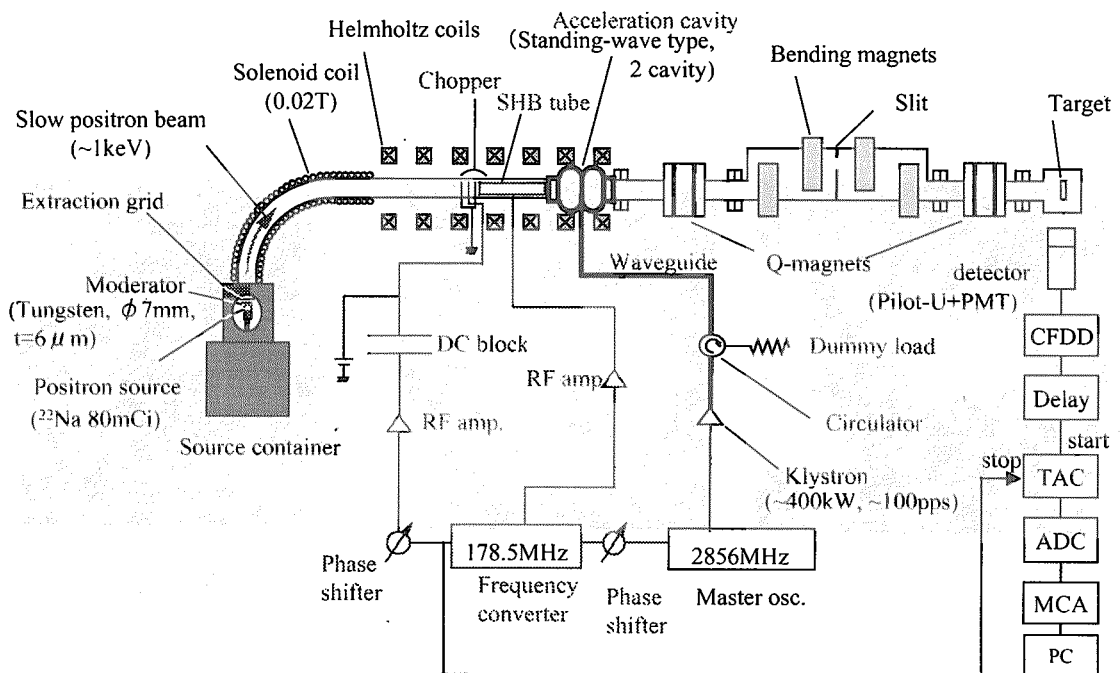 Helmholtz coils
Acceleration cavity
(Standing-wave type,
2 cavity)
Bending magnets
Solenoid coil
(0.02T)
Chopper
SHB tube
Slit
Target
Slow positron beam
(~1keV)
Extraction grid
Waveguide
Q-magnets
detector
(Pilot-U+PMT)
Moderator
(Tungsten, φ7mm,
t=6μm)
DC block
Dummy load
CFDD
RF amp.
Positron source
(²²Na 80mCi)
Delay
RF amp.
Circulator
Source container
start
stop
TAC
Klystron
(~400kW, ~100pps)
ADC
178.5MHz
2856MHz
Phase
shifter
Frequency
converter
Phase
shifter
Master osc.
MCA
PC